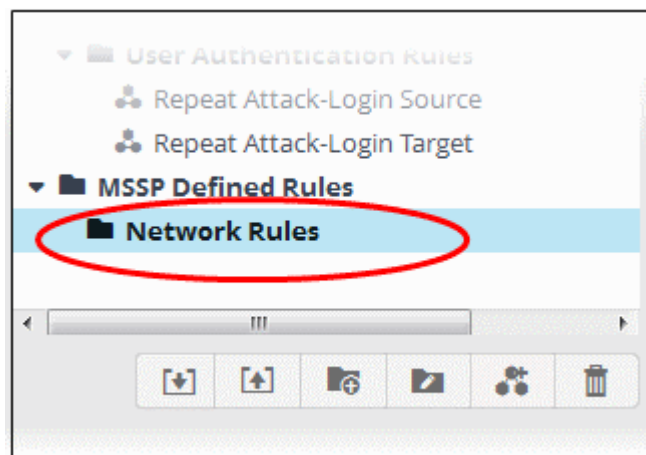 User Authentication Rules
Repeat Attack-Login Source
Repeat Attack-Login Target
MSSP Defined Rules
Network Rules